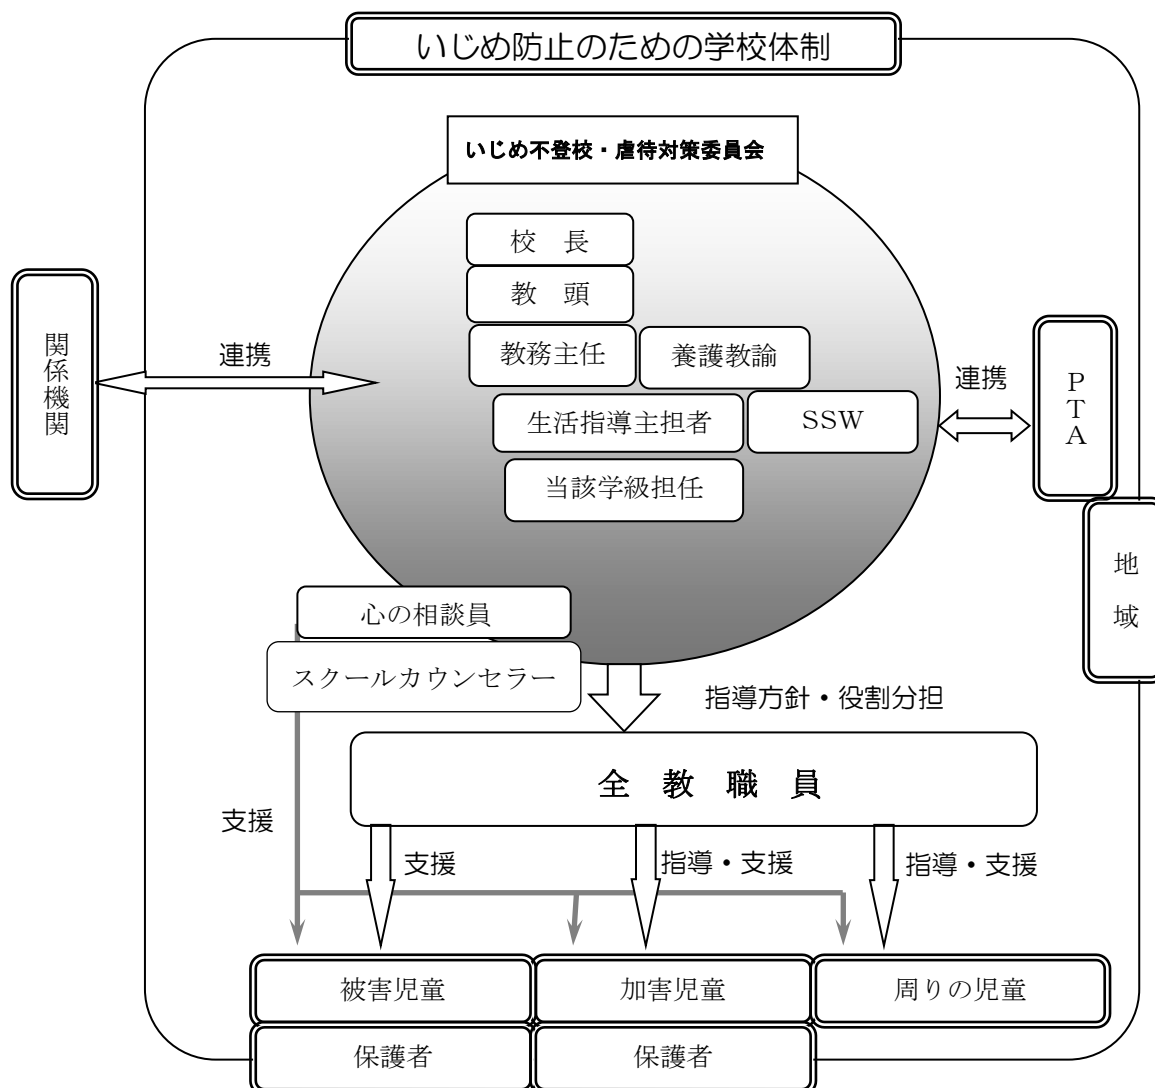 いじめ防止のための学校体制
いじめ不登校・虐待対策委員会
校　長
教　頭
教務主任
養護教諭
生活指導主担者
SSW
当該学級担任
関係機関
連携
連携
PTA
地域
心の相談員
スクールカウンセラー
指導方針・役割分担
全　教　職　員
支援
支援
指導・支援
指導・支援
被害児童
加害児童
周りの児童
保護者
保護者